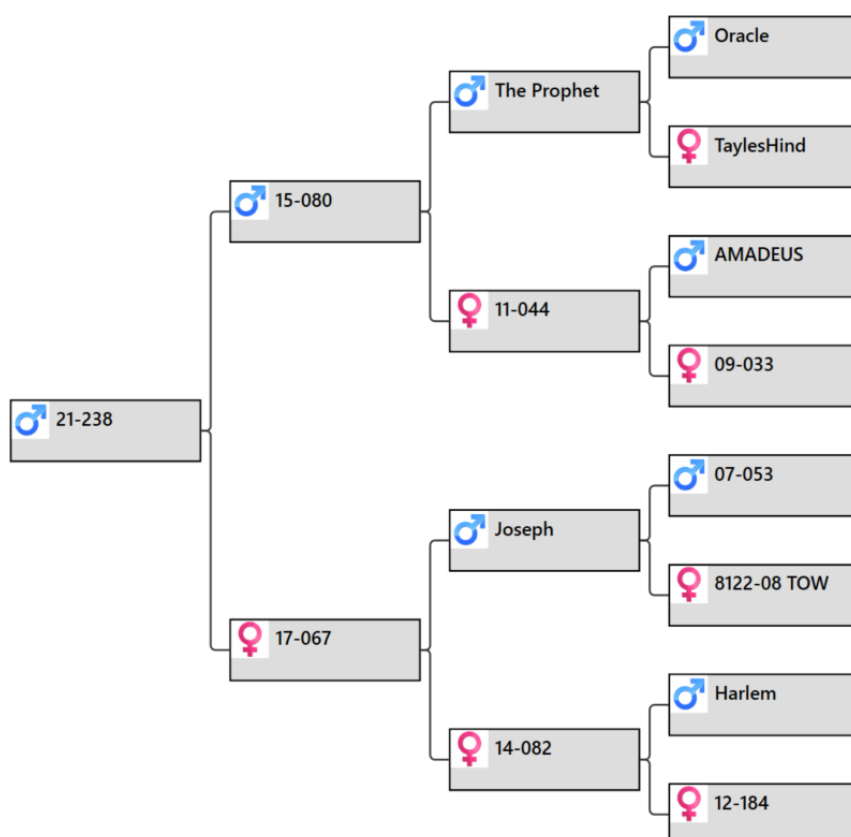 Oracle
The Prophet
TaylesHind
15-080
AMADEUS
11-044
09-033
21-238
07-053
Joseph
8122-08 TOW
17-067
Harlem
14-082
12-184